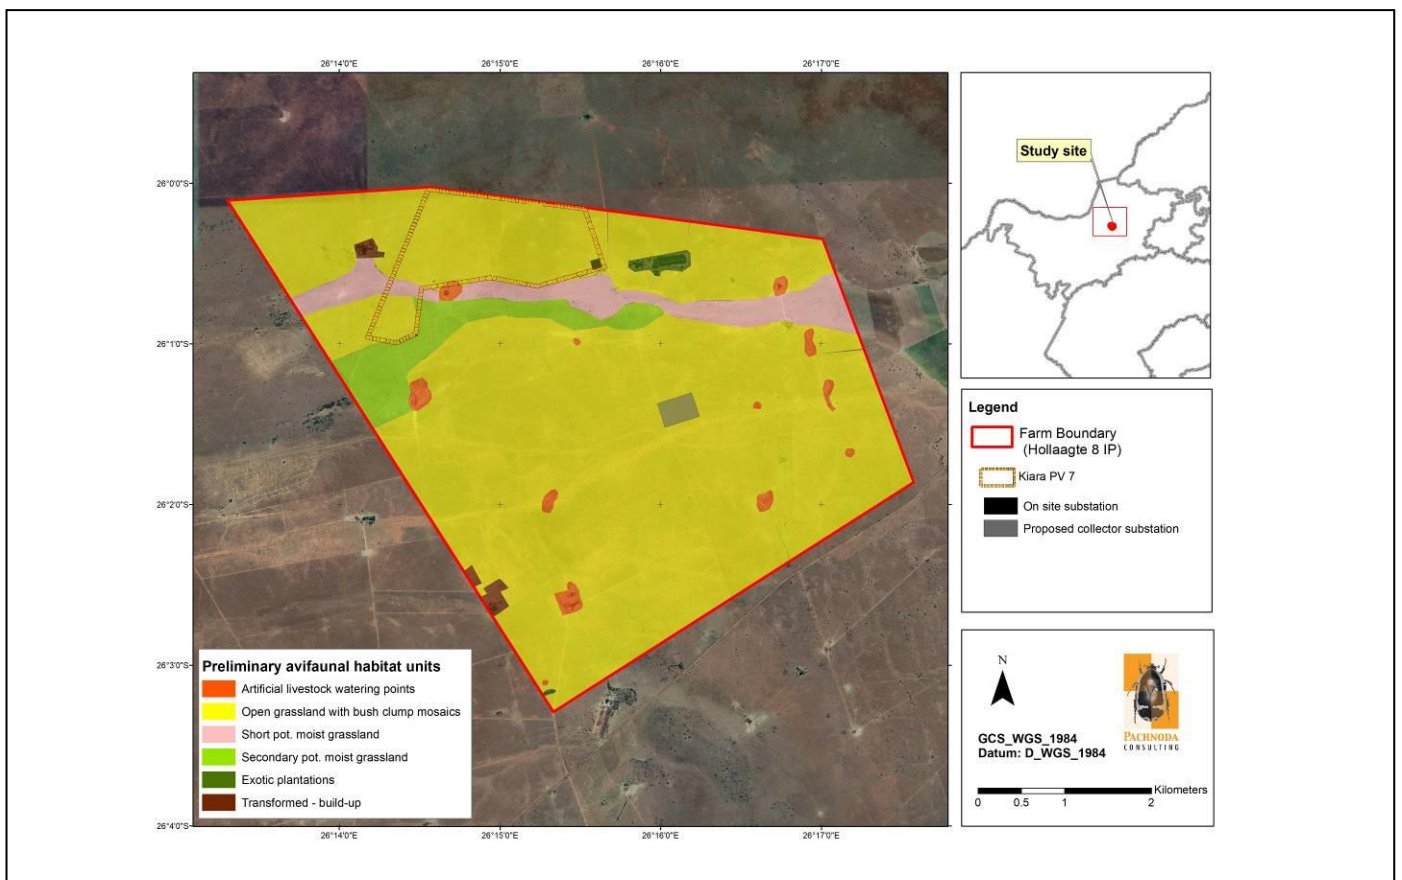 26°14'0"E
26°15'0"E
26°16'0"E
26°17'0"E
26°0'0"S
26°1'0"S
26°2'0"S
26°3'0"S
26°4'0"S
Preliminary avifaunal habitat units
Artificial livestock watering points
Open grassland with bush clump mosaics
Short pot. moist grassland
Secondary pot. moist grassland
Exotic plantations
Transformed - build-up
26°14'0"E
26°15'0"E
26°16'0"E
26°17'0"E
Study site
Legend
Farm Boundary
(Hollaagte 8 IP)
Kiara PV 7
On site substation
Proposed collector substation
N
GCS_WGS_1984
Datum: D_WGS_1984
PACHNODA
CONSULTING
Kilometers
0 0.5 1 2